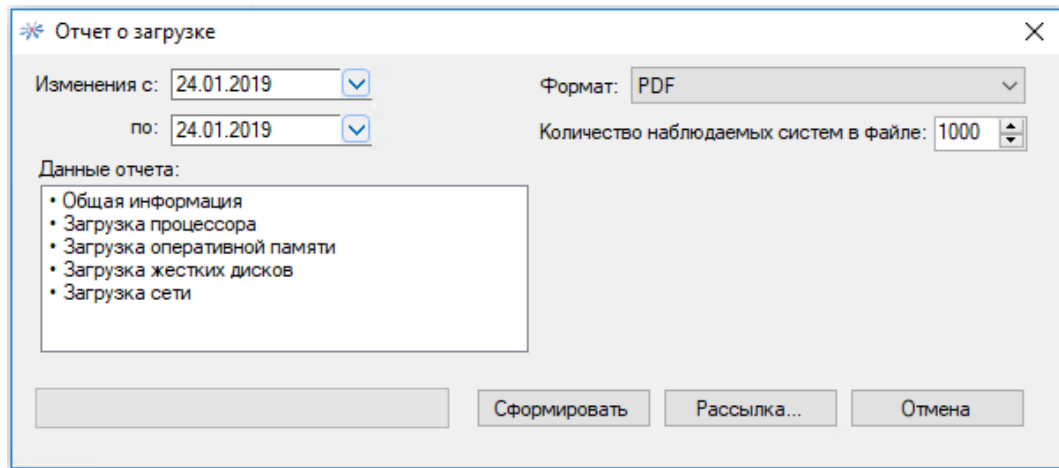 Отчет о загрузке
Изменения с: 24.01.2019
Формат: PDF
по: 24.01.2019
Количество наблюдаемых систем в файле: 1000
Данные отчета:
• Общая информация
• Загрузка процессора
• Загрузка оперативной памяти
• Загрузка жестких дисков
• Загрузка сети
Сформировать Рассылка... Отмена